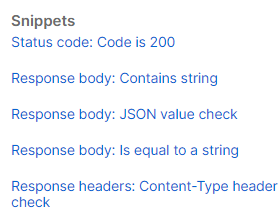 Snippets
Status code: Code is 200
Response body: Contains string
Response body: JSON value check
Response body: Is equal to a string
Response headers: Content-Type header
check